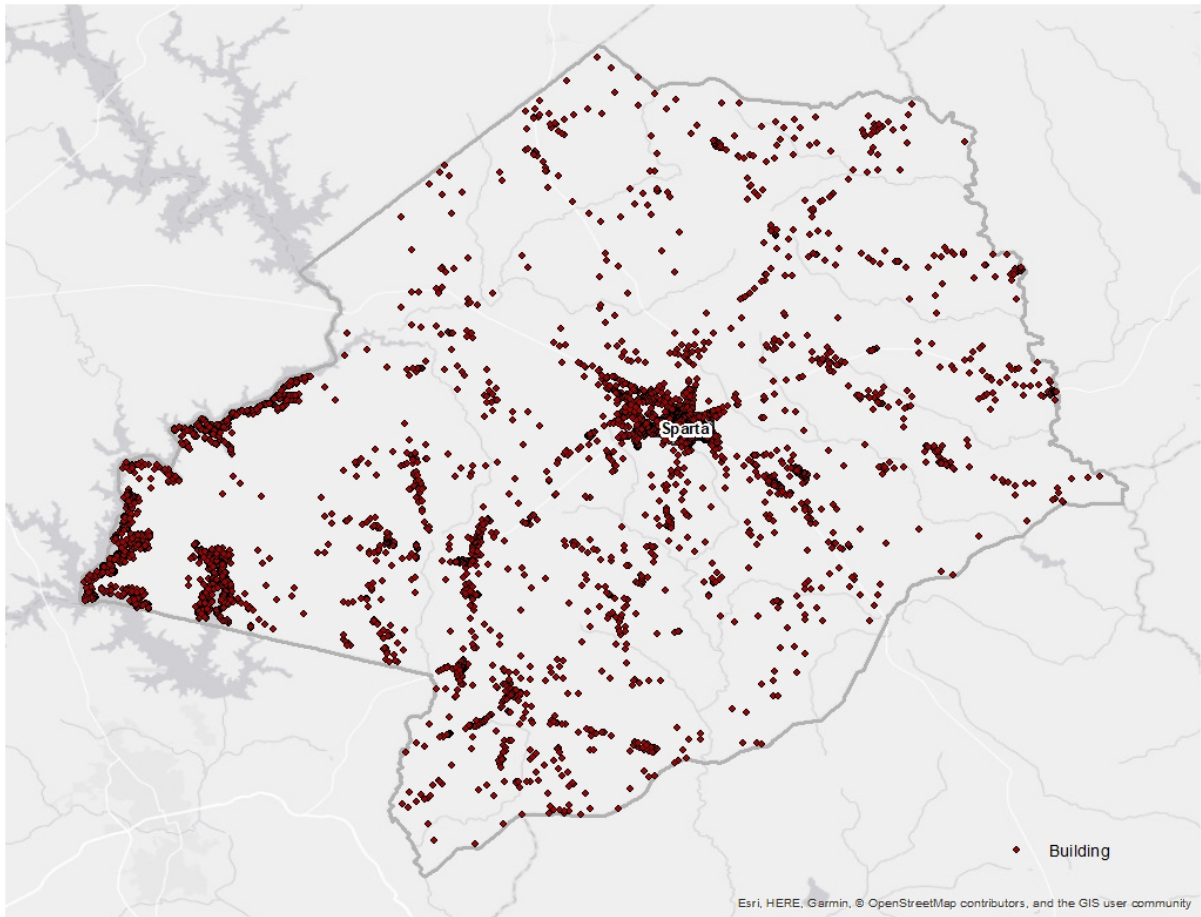 Sparta
Building
Esri, HERE, Garmin, © OpenStreetMap contributors, and the GIS user community